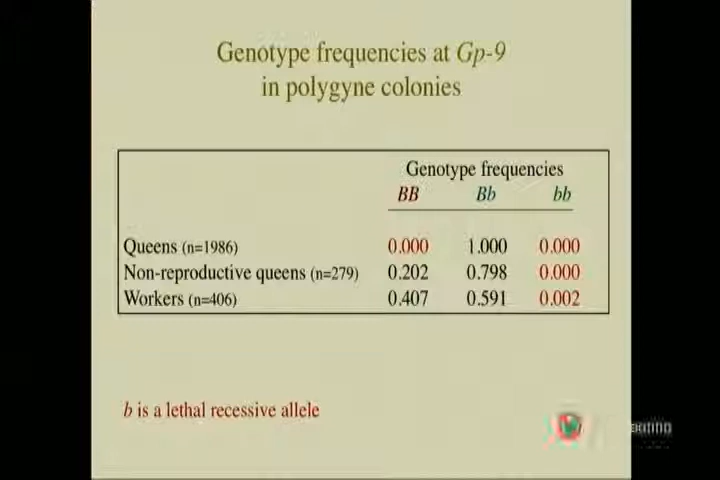 Genotype frequencies at Gp-9
in polygyne colonies
Genotype frequencies
BB Bb bb
Queens (n=1986) 0.000 1.000 0.000
Non-reproductive queens (n=279) 0.202 0.798 0.000
Workers (n=406) 0.407 0.591 0.002
b is a lethal recessive allele